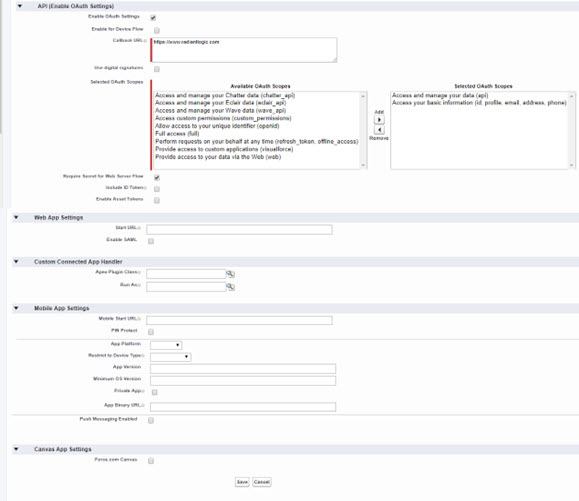 API (Enable OAuth Settings)
Enable OAuth Settings
Enable for Device Flow
Callback URL
https://www.radiantlogic.com
Use digital signatures
Selected OAuth Scopes
Available OAuth Scopes
Selected OAuth Scopes
Access and manage your Chatter data (chatter_api)
Access and manage your Eclair data (eclair_api)
Access and manage your Wave data (wave_api)
Access custom permissions (custom_permissions)
Allow access to your unique identifier (openid)
Full access (full)
Perform requests on your behalf at any time (refresh_token, offline_access)
Provide access to custom applications (visualforce)
Provide access to your data via the Web (web)
Add
Remove
Access and manage your data (api)
Access your basic information (id, profile, email, address, phone)
Require Secret for Web Server Flow
Include ID Token
Enable Asset Tokens
Web App Settings
Start URL
Enable SAML
Custom Connected App Handler
Apex Plugin Class
Run As
Mobile App Settings
Mobile Start URL
PIN Protect
App Platform
Restrict to Device Type
App Version
Minimum OS Version
Private App
App Binary URL
Push Messaging Enabled
Canvas App Settings
Force.com Canvas
Save Cancel